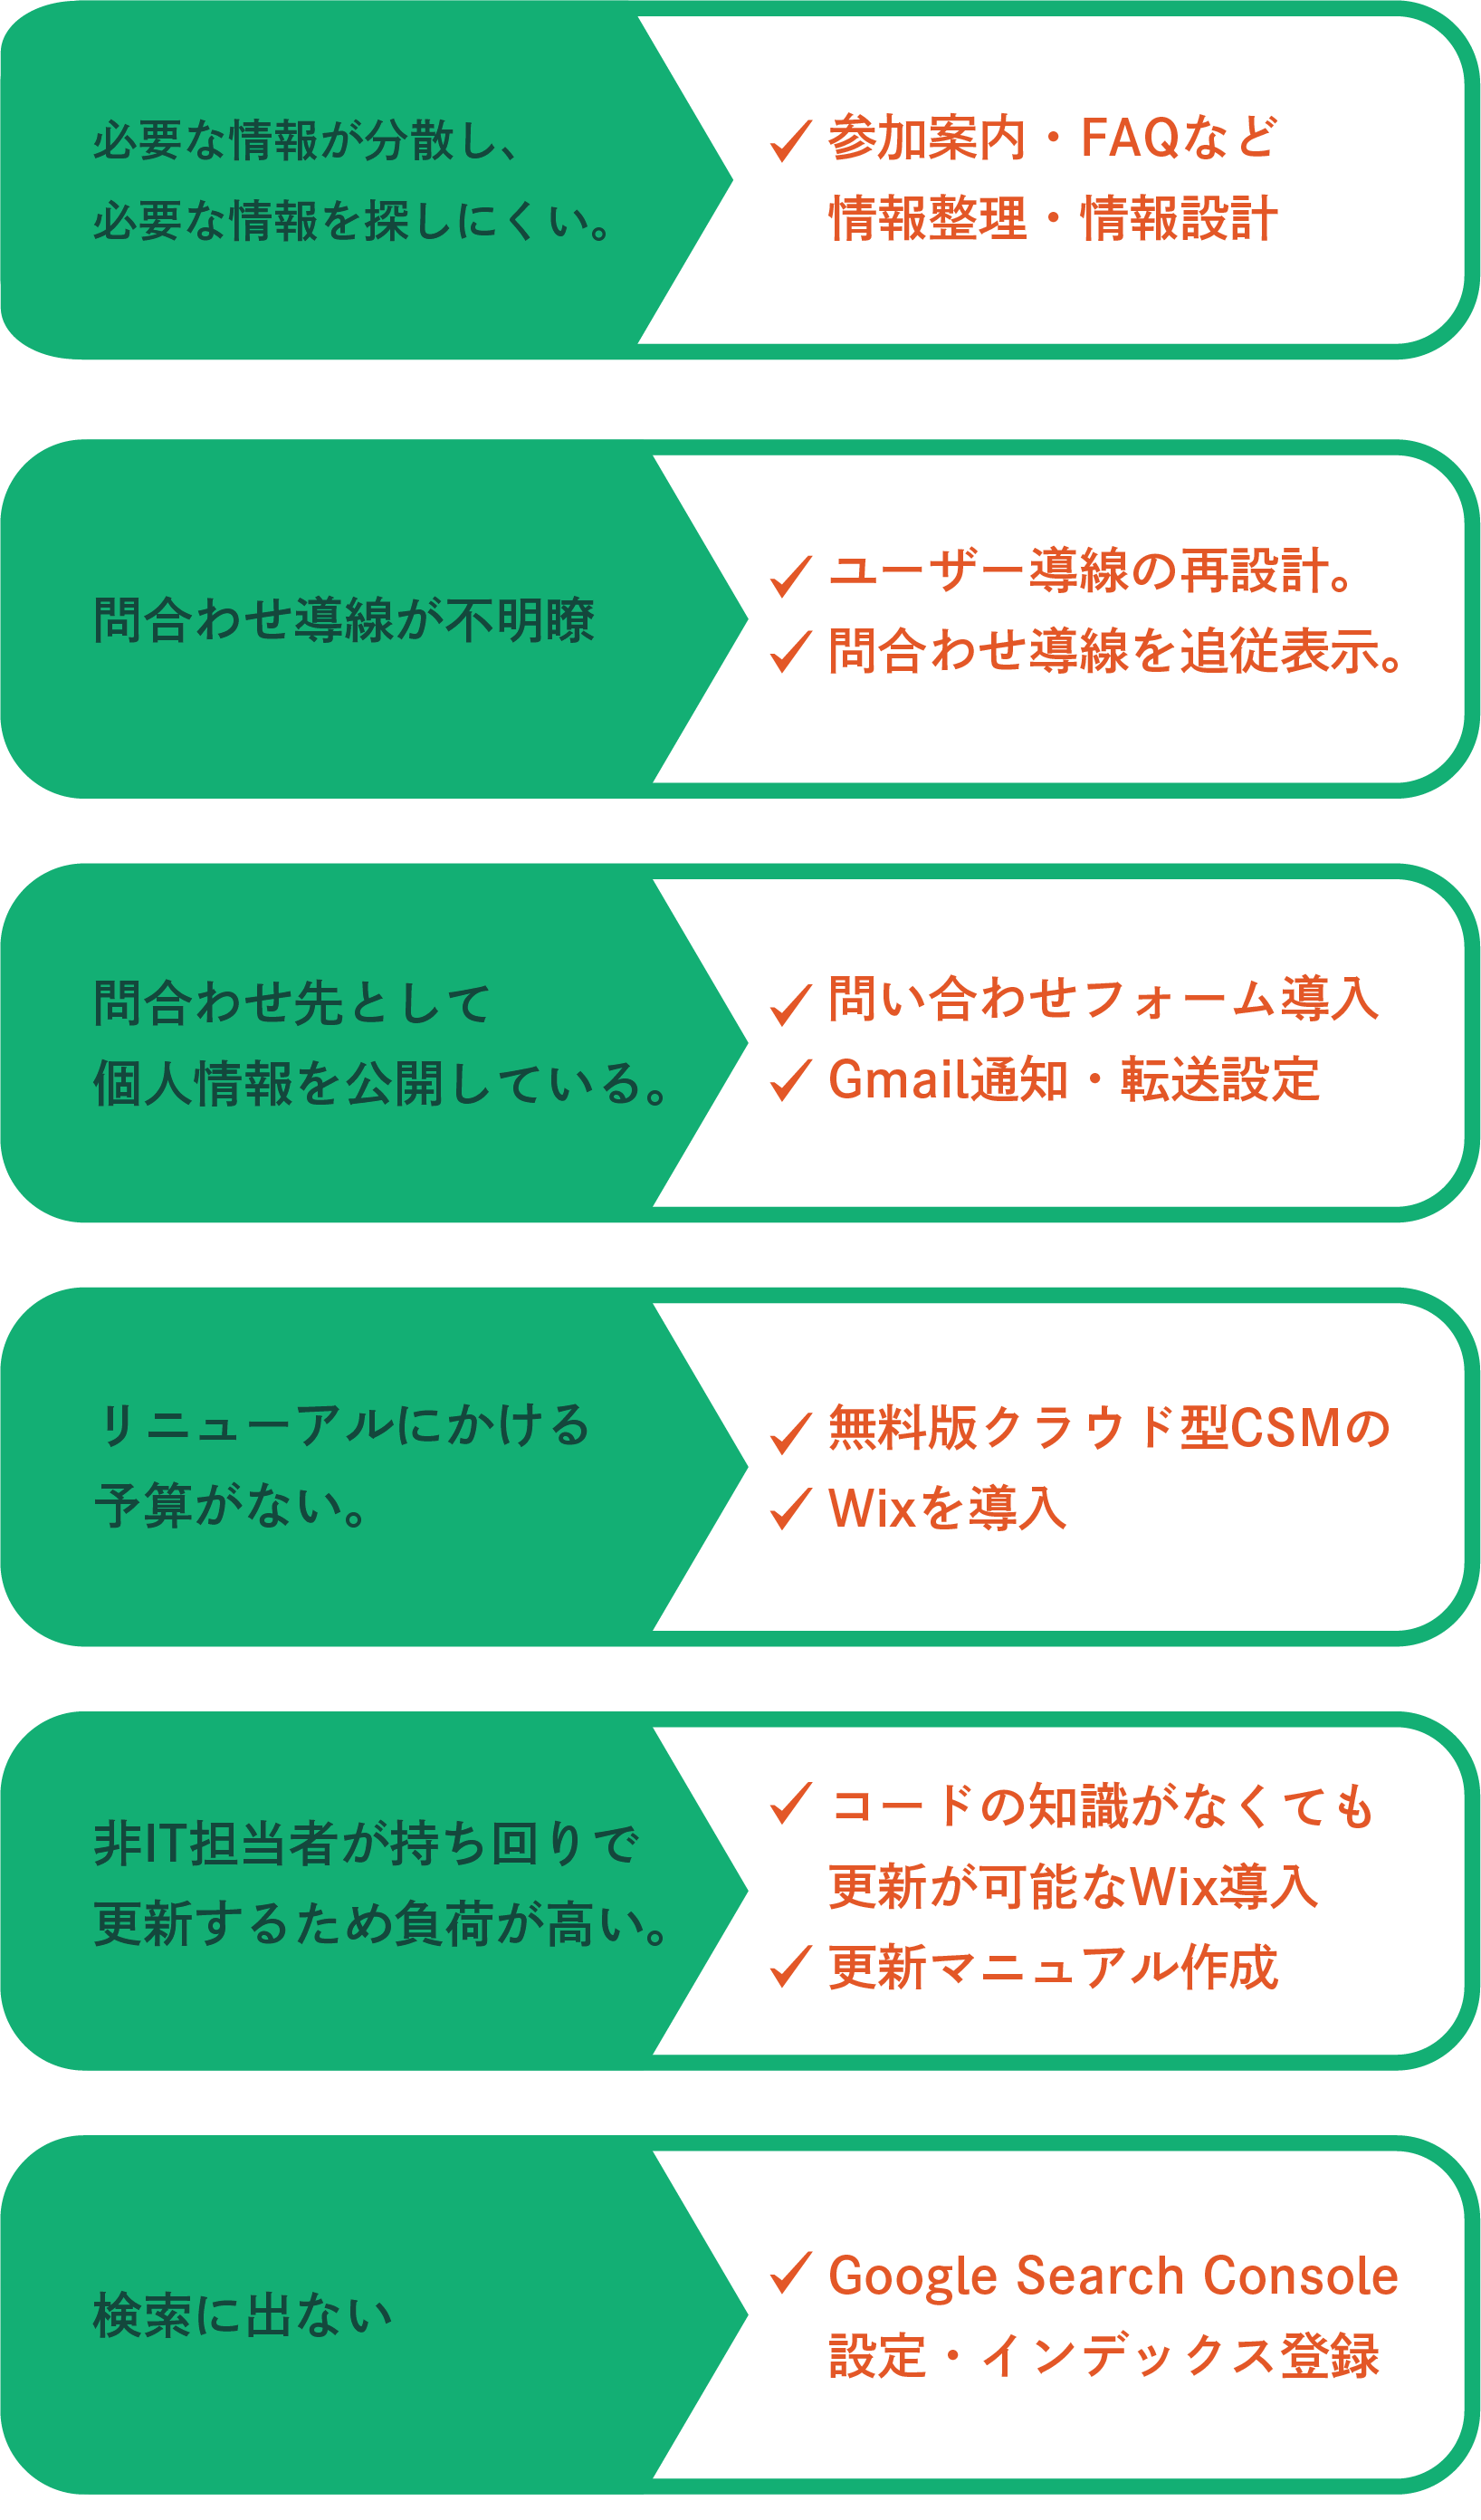 必要な情報が分散し、
必要な情報を探しにくい。
✓ 参加案内・FAQなど
情報整理・情報設計
問合わせ導線が不明瞭
✓ ユーザー導線の再設計。
✓ 問合わせ導線を追従表示。
問合わせ先として
個人情報を公開している。
✓ 問い合わせフォーム導入
✓ Gmail通知・転送設定
リニューアルにかける
予算がない。
✓ 無料版クラウド型CSMの
✓ Wixを導入
非IT担当者が持ち回りで
更新するため負荷が高い。
✓ コードの知識がなくても
更新が可能なWix導入
✓ 更新マニュアル作成
検索に出ない
✓ Google Search Console
設定・インデックス登録